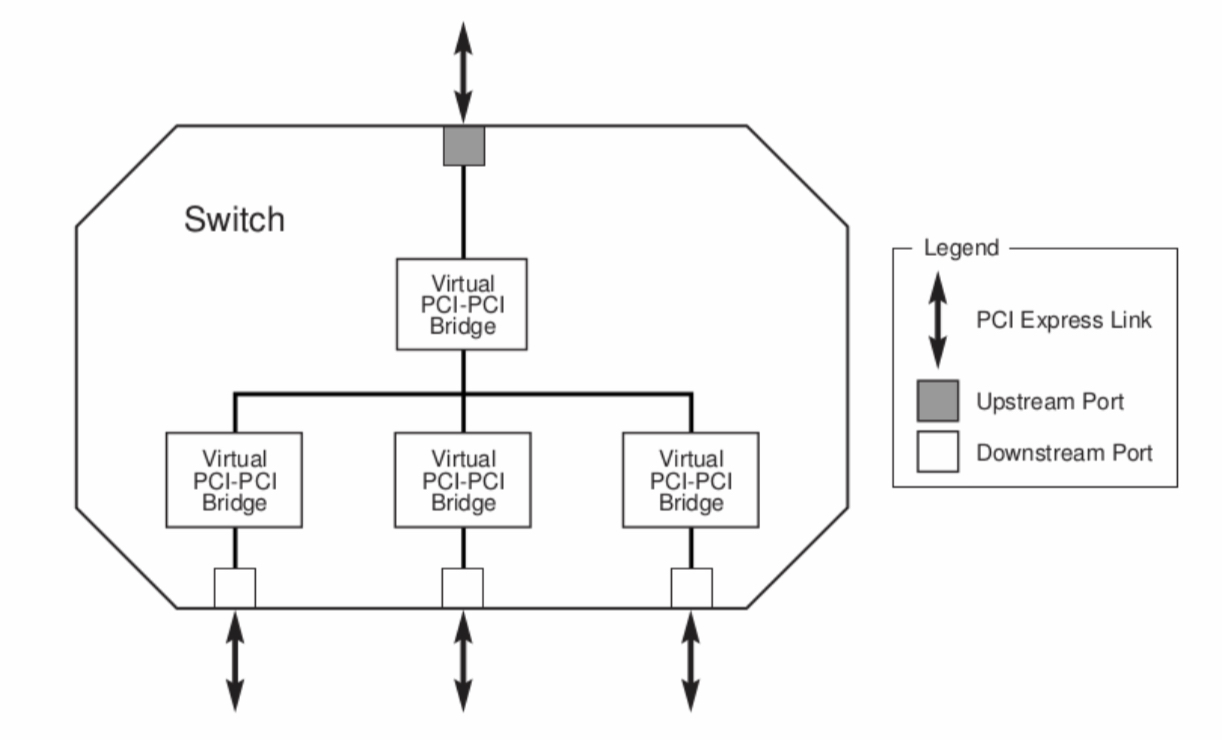 Switch
Virtual
PCI-PCI
Bridge
Virtual
PCI-PCI
Bridge
Virtual
PCI-PCI
Bridge
Virtual
PCI-PCI
Bridge
Legend
PCI Express Link
Upstream Port
Downstream Port